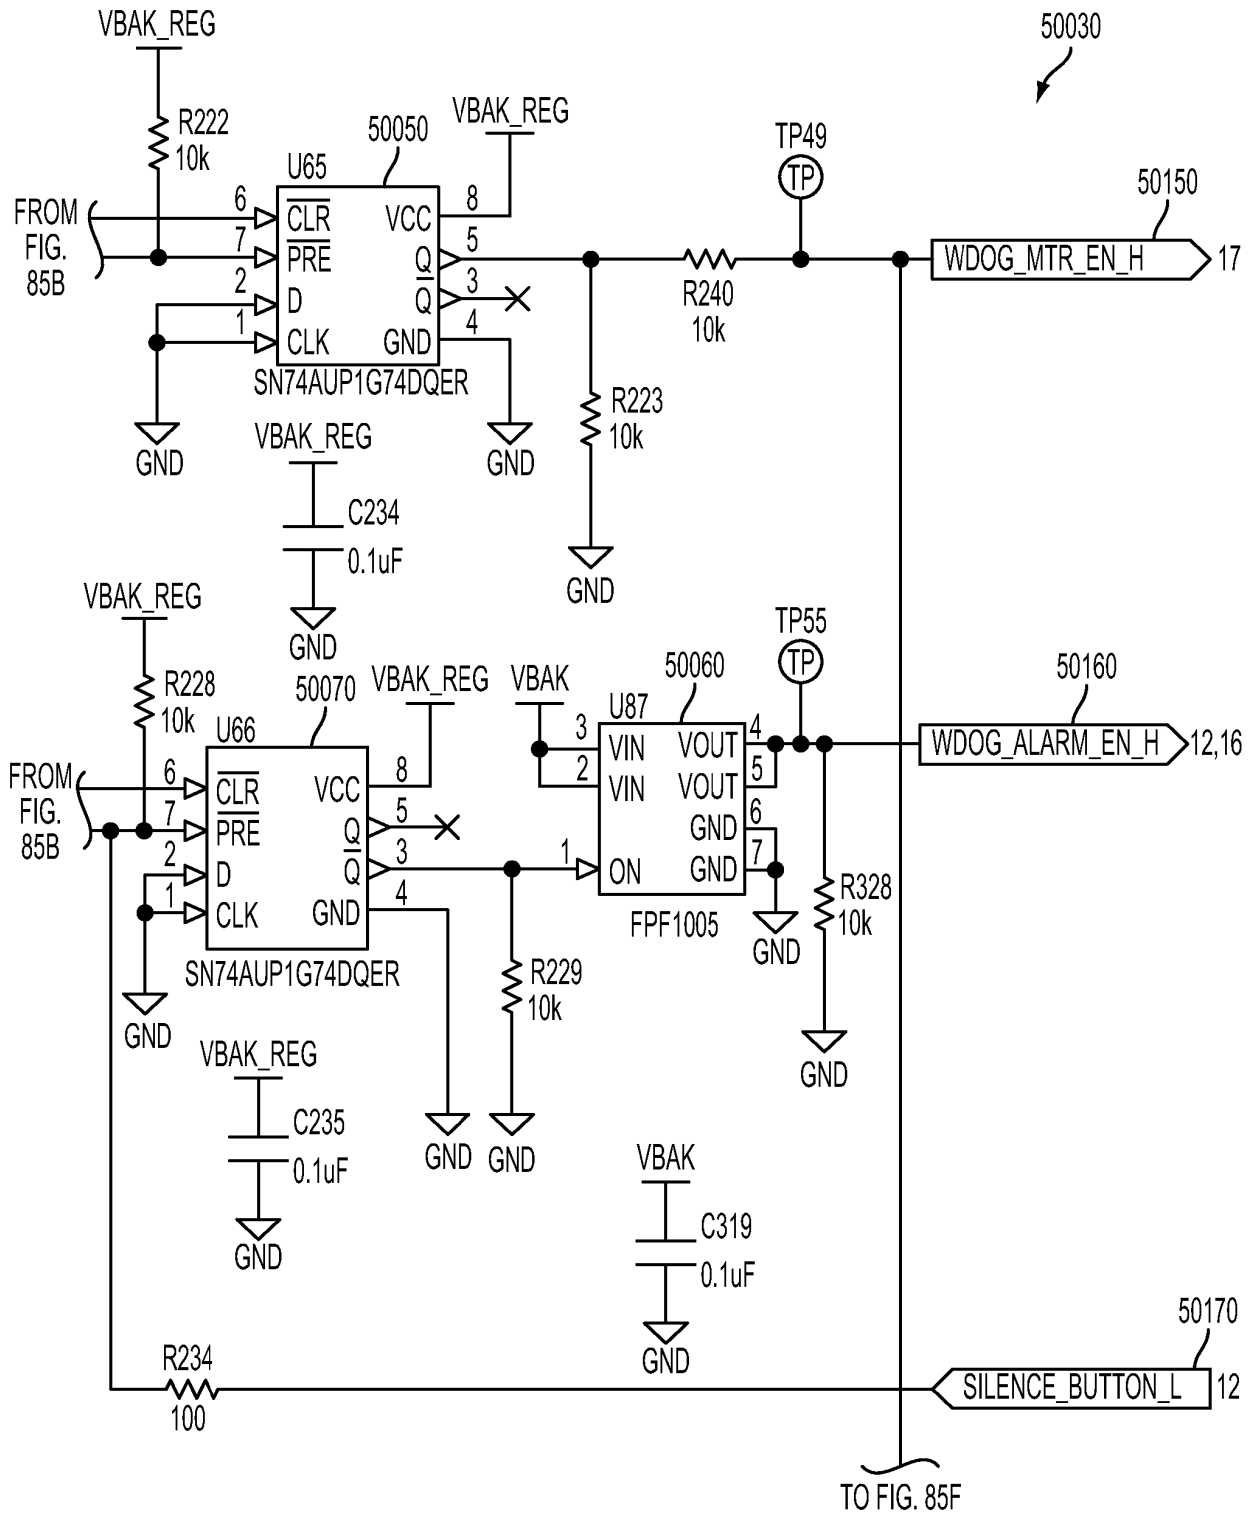 50030
VBAK_REG
R222
10k
U65
50050
VBAK_REG
TP49
TP
50150
FROM
FIG.
85B
6
7
2
1
CLR
PRE
D
CLK
VCC
Q
Q
GND
8
5
3
4
SN74AUP1G74DQER
GND
GND
R240
10k
WDOG_MTR_EN_H
17
R223
10k
GND
VBAK_REG
C234
0.1uF
GND
VBAK_REG
R228
10k
U66
50070
VBAK_REG
FROM
FIG.
85B
6
7
2
1
CLR
PRE
D
CLK
VCC
Q
Q
GND
8
5
3
4
SN74AUP1G74DQER
GND
GND
R229
10k
GND
VBAK
U87
50060
3
2
1
VIN
VIN
ON
VOUT
VOUT
GND
GND
4
5
6
7
FPF1005
GND
TP55
TP
50160
WDOG_ALARM_EN_H
12,16
R328
10k
GND
VBAK_REG
C235
0.1uF
GND
VBAK
C319
0.1uF
GND
R234
100
50170
SILENCE_BUTTON_L
12
TO FIG. 85F